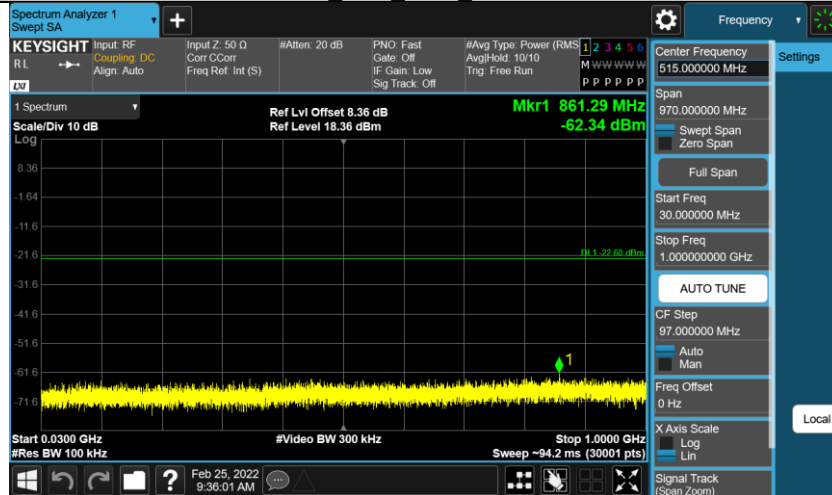 Spectrum Analyzer 1
Swept SA
+
Frequency
KEYSIGHT
RL
LXI
Input: RF
Coupling: DC
Align: Auto
Input Z: 50 Ω
Corr CCorr
Freq Ref: Int (S)
#Atten: 20 dB
PNO: Fast
Gate: Off
IF Gain: Low
Sig Track: Off
#Avg Type: Power (RMS
Avg|Hold: 10/10
Trig: Free Run
1 2 3 4 5 6
M W W W W W
P P P P P P
1 Spectrum
Scale/Div 10 dB
Log
Ref Lvl Offset 8.36 dB
Ref Level 18.36 dBm
Mkr1 861.29 MHz
-62.34 dBm
8.36
-1.64
-11.6
-21.6
DL1 -22.60 dBm
-31.6
-41.6
-51.6
1
-61.6
-71.6
Start 0.0300 GHz
#Res BW 100 kHz
#Video BW 300 kHz
Stop 1.0000 GHz
Sweep ~94.2 ms (30001 pts)
?
Feb 25, 2022
9:36:01 AM
Center Frequency
515.000000 MHz
Settings
Span
970.000000 MHz
Swept Span
Zero Span
Full Span
Start Freq
30.000000 MHz
Stop Freq
1.000000000 GHz
AUTO TUNE
CF Step
97.000000 MHz
Auto
Man
Freq Offset
0 Hz
Local
X Axis Scale
Log
Lin
Signal Track
(Span Zoom)